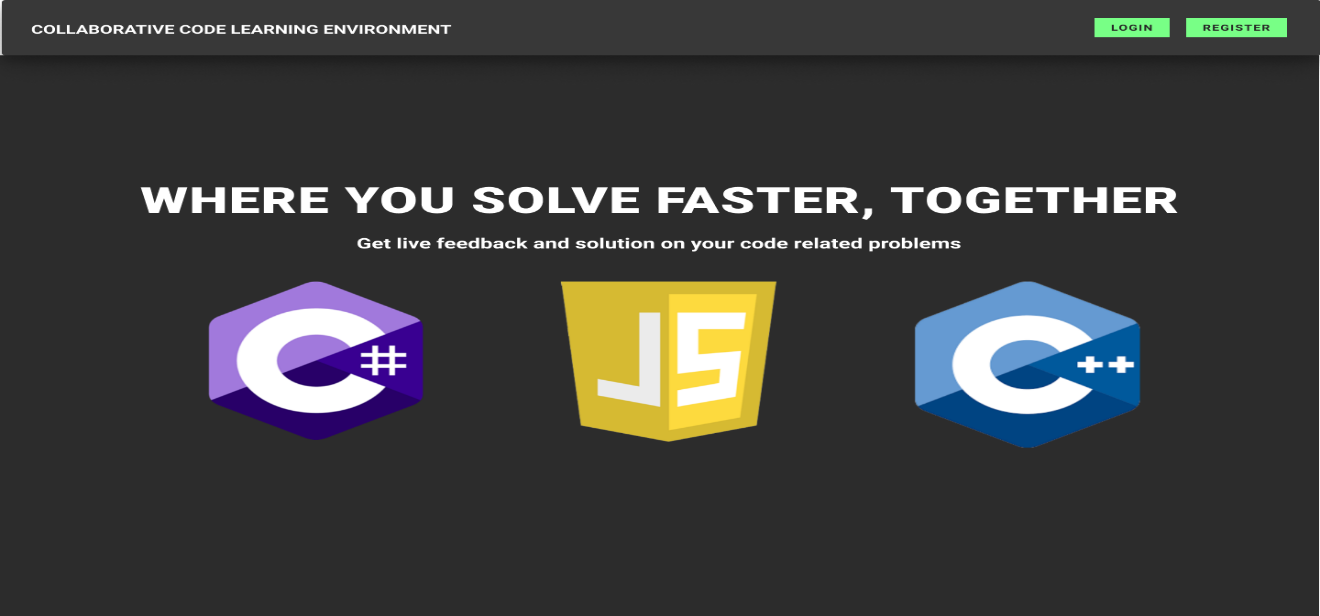 COLLABORATIVE CODE LEARNING ENVIRONMENT
LOGIN
REGISTER
WHERE YOU SOLVE FASTER, TOGETHER
Get live feedback and solution on your code related problems
C#
JS
C++